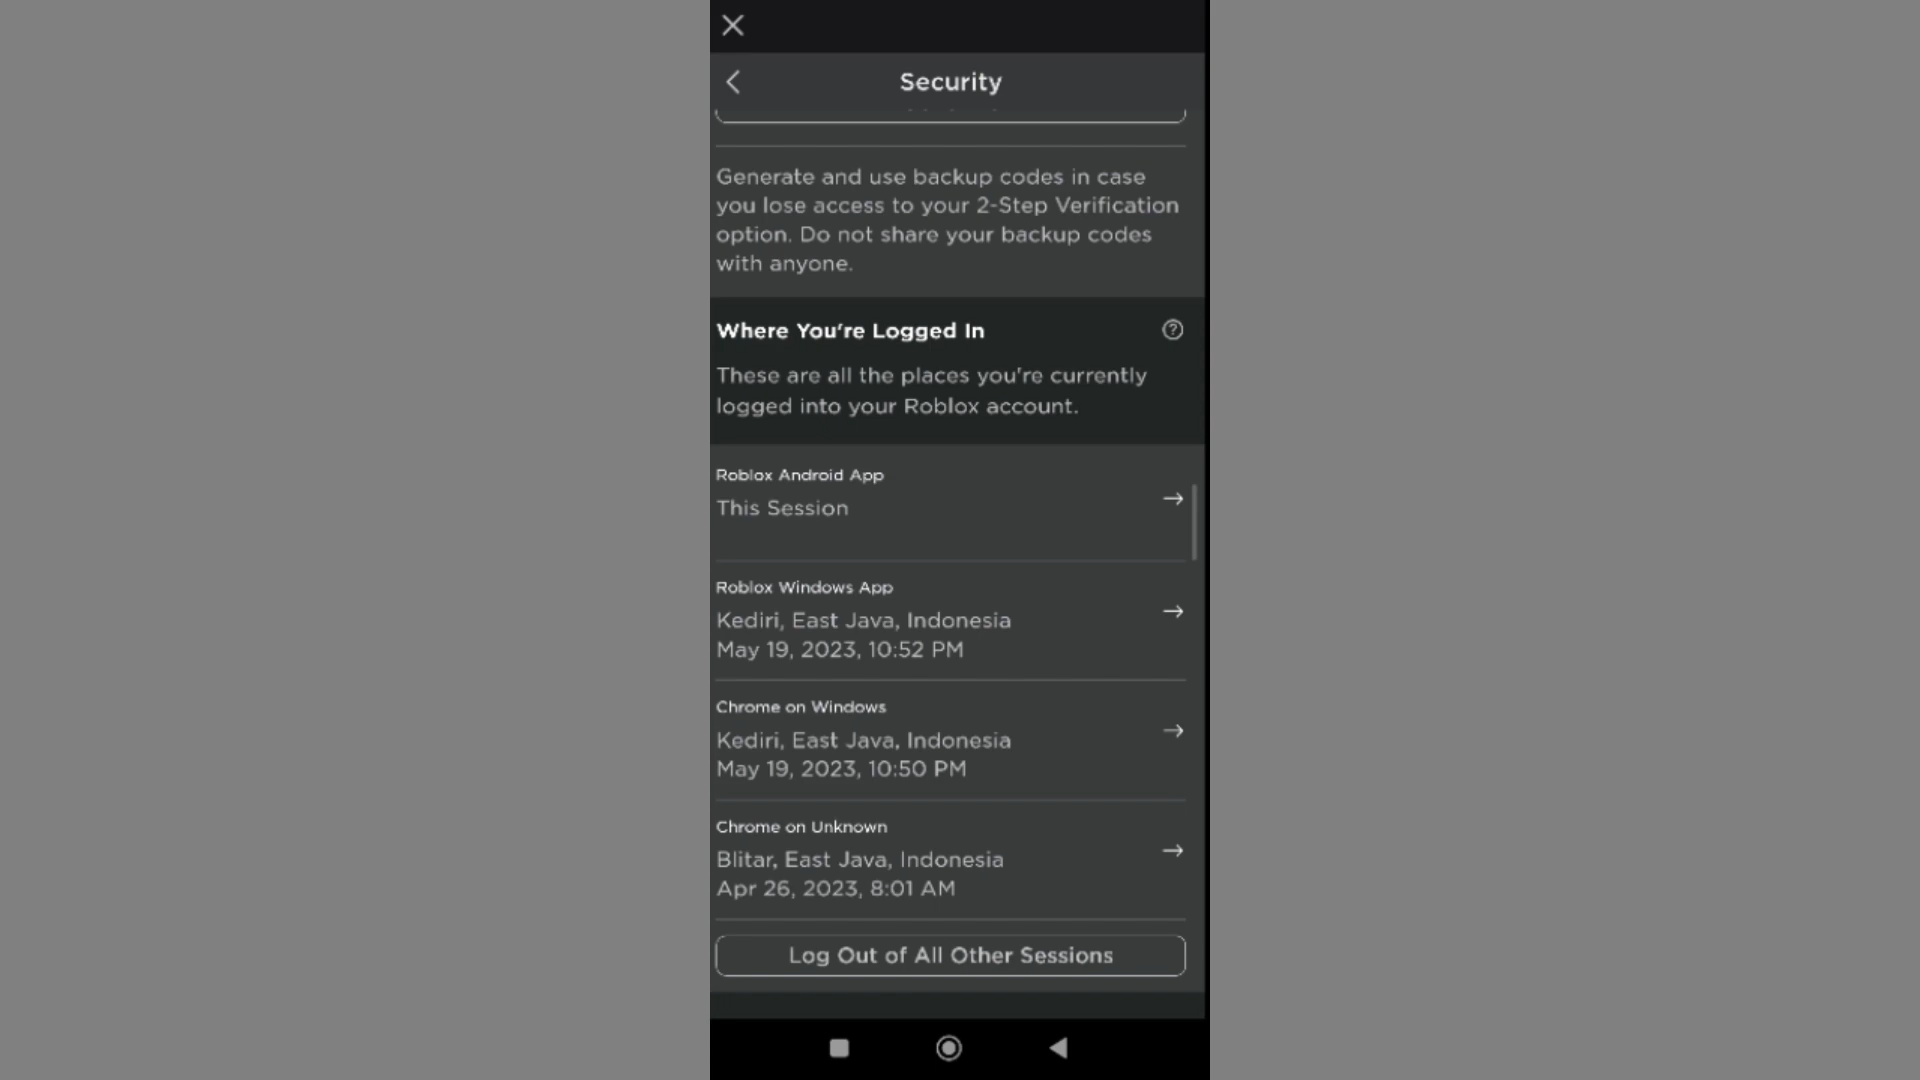 Security
Generate and use backup codes in case
you lose access to your 2-Step Verification
option. Do not share your backup codes
with anyone.
Where You're Logged In
These are all the places you're currently
logged into your Roblox account.
Roblox Android App
This Session
Roblox Windows App
Kediri, East Java, Indonesia
May 19, 2023, 10:52 PM
Chrome on Windows
Kediri, East Java, Indonesia
May 19, 2023, 10:50 PM
Chrome on Unknown
Blitar, East Java, Indonesia
Apr 26, 2023, 8:01 AM
Log Out of All Other Sessions